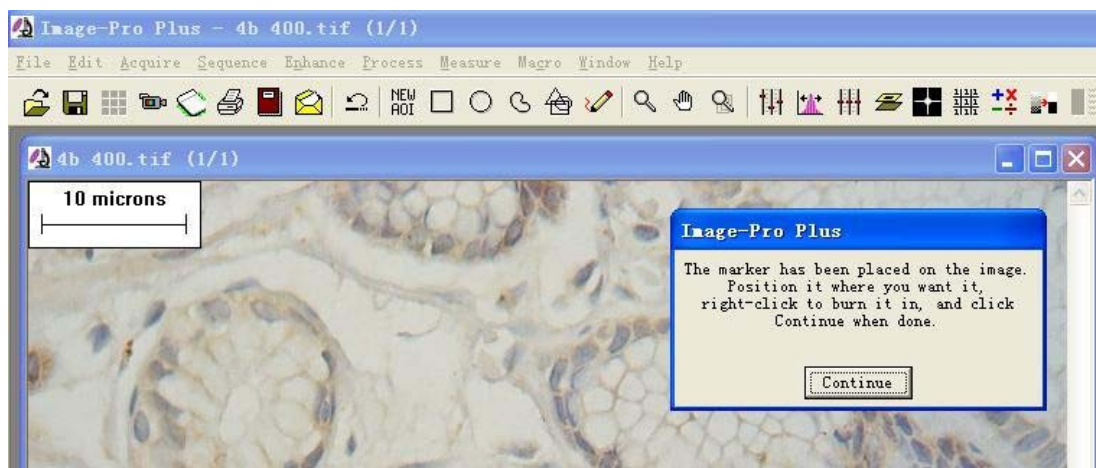 Image-Pro Plus - 4b 400.tif (1/1)
File Edit Acquire Sequence Enhance Process Measure Macro Window Help
NEW
AOI
4b 400.tif (1/1)
10 microns
Image-Pro Plus
The marker has been placed on the image.
Position it where you want it,
right-click to burn it in, and click
Continue when done.
Continue